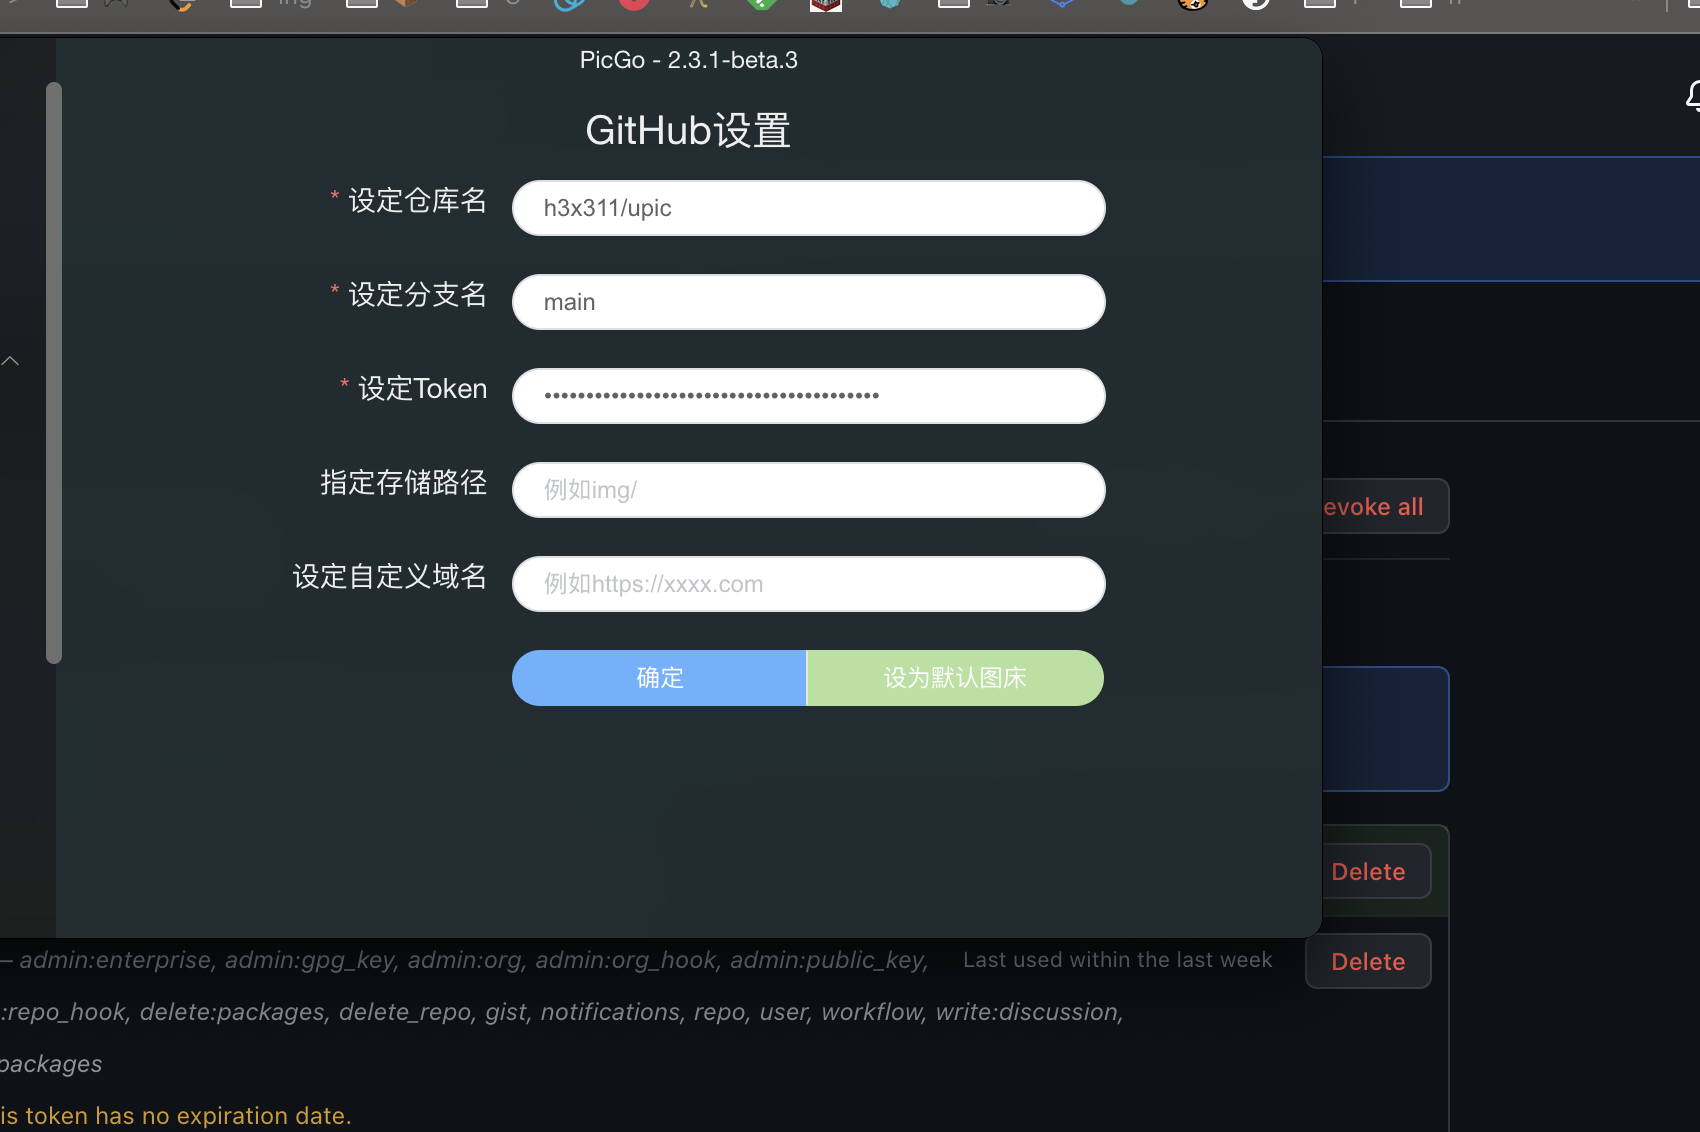 PicGo - 2.3.1-beta.3
GitHub设置
* 设定仓库名
h3x311/upic
* 设定分支名
main
* 设定Token
••••••••••••••••••••••••••••••••••••••••
指定存储路径
例如img/
设定自定义域名
例如https://xxxx.com
确定
设为默认图床
evoke all
Delete
— admin:enterprise, admin:gpg_key, admin:org, admin:org_hook, admin:public_key,
Last used within the last week
Delete
:repo_hook, delete:packages, delete_repo, gist, notifications, repo, user, workflow, write:discussion,
packages
is token has no expiration date.